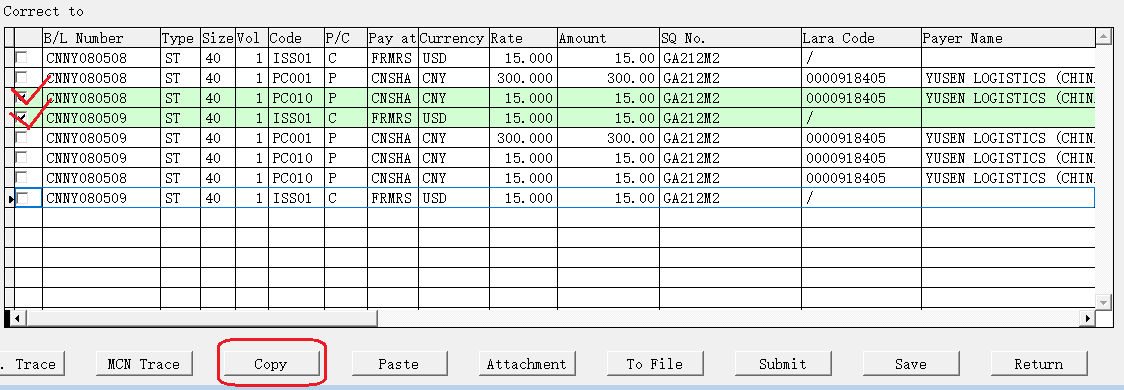 Correct to
B/L Number Type Size Vol Code P/C Pay at Currency Rate Amount SQ No. Lara Code Payer Name
CNNY080508 ST 40 1 ISS01 C FRMRS USD 15.000 15.00 GA212M2 /
CNNY080508 ST 40 1 PC001 P CNSHA CNY 300.000 300.00 GA212M2 0000918405 YUSEN LOGISTICS (CHINA
CNNY080508 ST 40 1 PC010 P CNSHA CNY 15.000 15.00 GA212M2 0000918405 YUSEN LOGISTICS (CHINA
CNNY080509 ST 40 1 ISS01 C FRMRS USD 15.000 15.00 GA212M2 /
CNNY080509 ST 40 1 PC001 P CNSHA CNY 300.000 300.00 GA212M2 0000918405 YUSEN LOGISTICS (CHINA
CNNY080509 ST 40 1 PC010 P CNSHA CNY 15.000 15.00 GA212M2 0000918405 YUSEN LOGISTICS (CHINA
CNNY080508 ST 40 1 PC010 P CNSHA CNY 15.000 15.00 GA212M2 0000918405 YUSEN LOGISTICS (CHINA
CNNY080509 ST 40 1 ISS01 C FRMRS USD 15.000 15.00 GA212M2 /
. Trace MCN Trace Copy Paste Attachment To File Submit Save Return